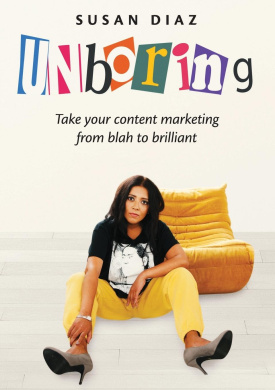 SUSAN DIAZ
UNboring
Take your content marketing
from blah to brilliant